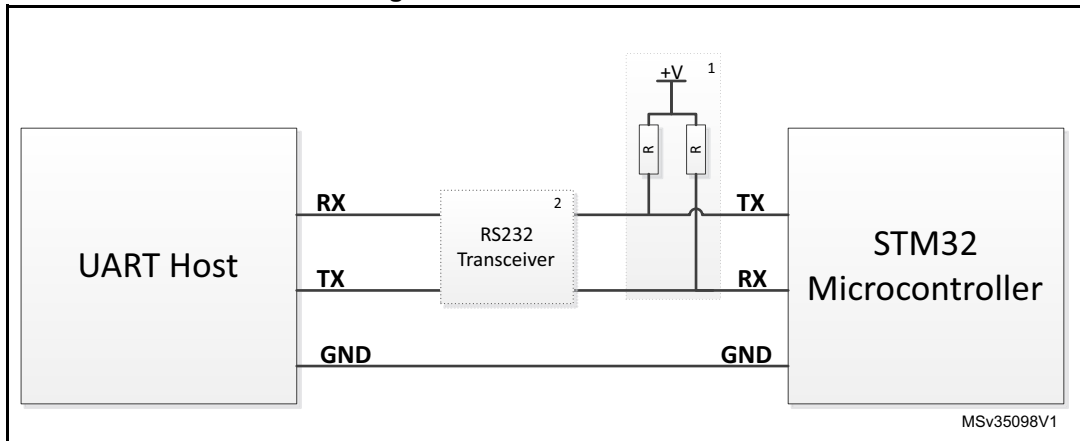 +V
1
R
R
RX
2
TX
UART Host
RS232
Transceiver
STM32
Microcontroller
TX
RX
GND
GND
MSv35098V1